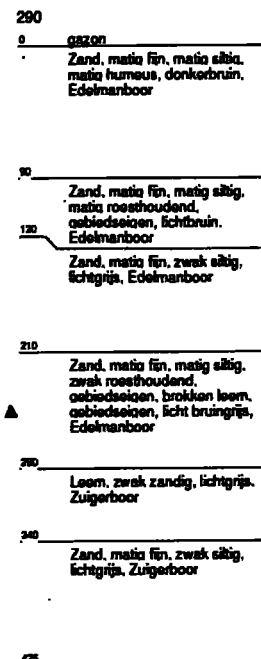 290
0 gazon
Zand, matig fijn, matig siltig,
matig humeus, donkerbruin,
Edelmanboor
90
Zand, matig fijn, matig siltig,
matig roesthoudend,
gebiedseigen, lichtbruin,
Edelmanboor
130
Zand, matig fijn, zwak siltig,
lichtgrijs, Edelmanboor
210
Zand, matig fijn, matig siltig,
zwak roesthoudend,
gebiedseigen, brokken leem,
gebiedseigen, licht bruingrijs,
Edelmanboor
Leem, zwak zandig, lichtgrijs,
Zuigerboor
340
Zand, matig fijn, zwak siltig,
lichtgrijs, Zuigerboor